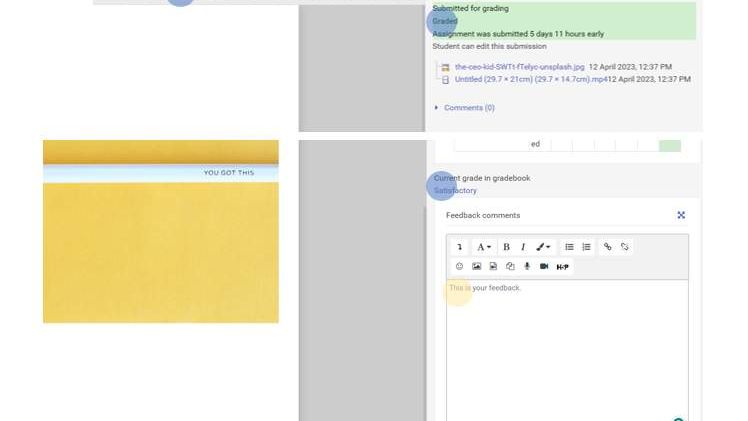 Submitted for grading
Graded
Assignment was submitted 5 days 11 hours early
Student can edit this submission
the-ceo-kid-SWTt-fTelyc-unsplash.jpg 12 April 2023, 12:37 PM
Untitled (29.7 × 21cm) (29.7 × 14.7cm).mp4 12 April 2023, 12:37 PM
Comments (0)
YOU GOT THIS
ed
Current grade in gradebook
Satisfactory
Feedback comments
A B I
H-P
This is your feedback.